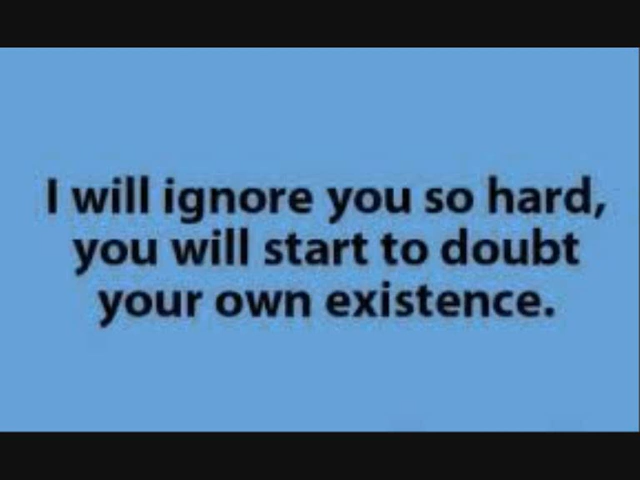 I will ignore you so hard,
you will start to doubt
your own existence.